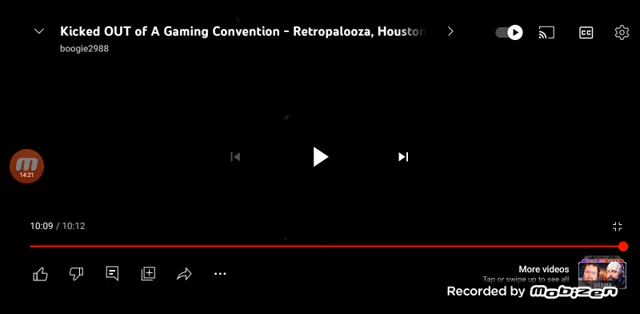 Kicked OUT of A Gaming Convention - Retropalooza, Houston
boogie2988
CC
14:21
10:09 / 10:12
More videos
Tap or swipe up to see all
Recorded by Mobizen